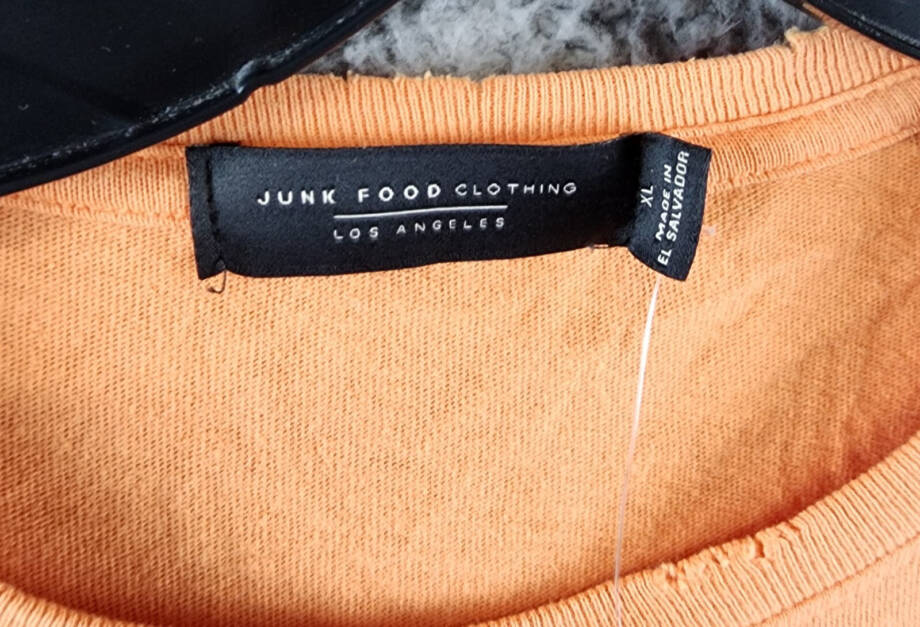 JUNK FOOD CLOTHING
LOS ANGELES
XL
MADE IN
EL SALVADOR